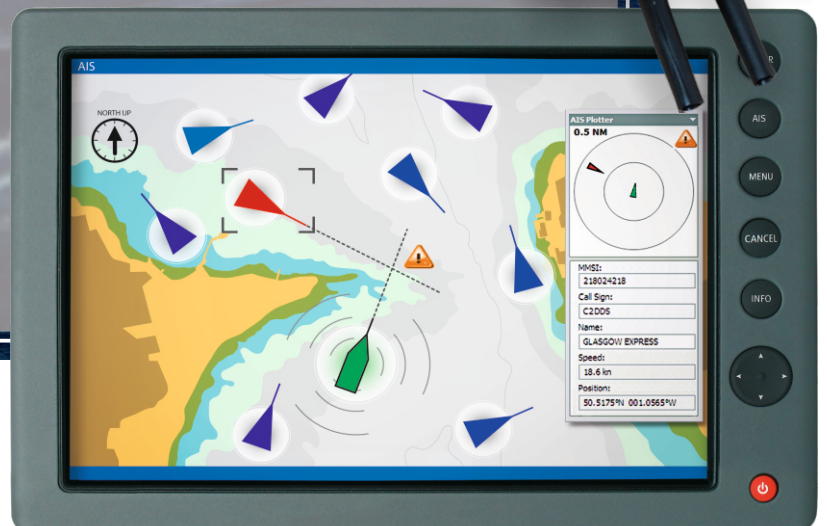 AIS
NORTH UP
AIS Plotter
0.5 NM
MMSI:
218024218
Call Sign:
C2DD5
Name:
GLASGOW EXPRESS
Speed:
18.6 kn
Position:
50.5175°N 001.0565°W
AIS
MENU
CANCEL
INFO